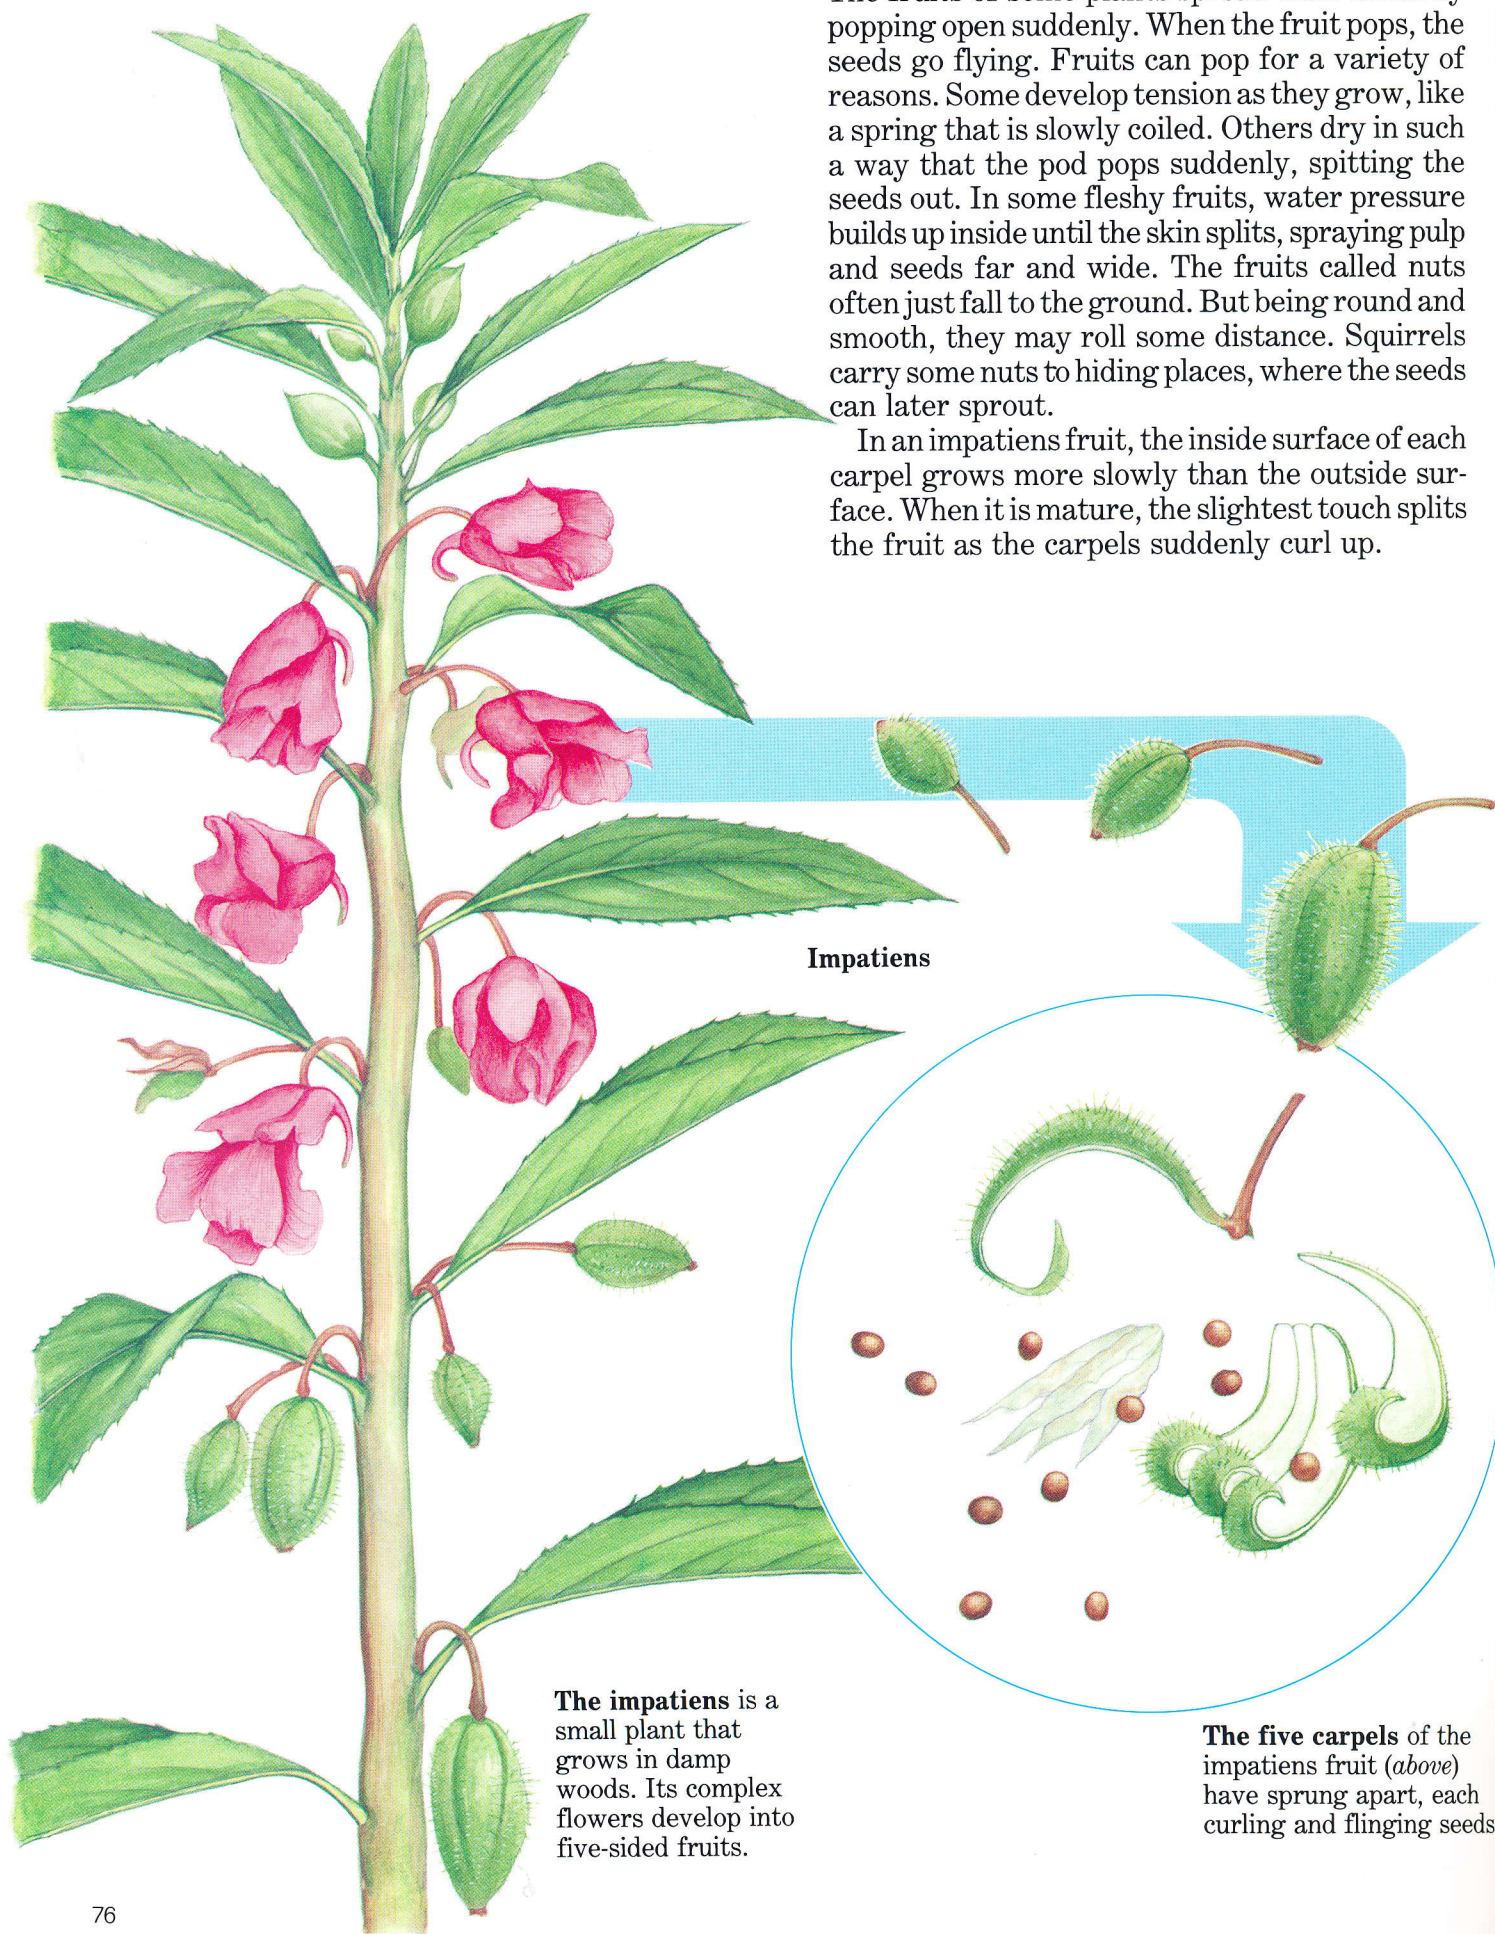 popping open suddenly. When the fruit pops, the
seeds go flying. Fruits can pop for a variety of
reasons. Some develop tension as they grow, like
a spring that is slowly coiled. Others dry in such
a way that the pod pops suddenly, spitting the
seeds out. In some fleshy fruits, water pressure
builds up inside until the skin splits, spraying pulp
and seeds far and wide. The fruits called nuts
often just fall to the ground. But being round and
smooth, they may roll some distance. Squirrels
carry some nuts to hiding places, where the seeds
can later sprout.
In an impatiens fruit, the inside surface of each
carpel grows more slowly than the outside sur-
face. When it is mature, the slightest touch splits
the fruit as the carpels suddenly curl up.
Impatiens
The impatiens is a
small plant that
grows in damp
woods. Its complex
flowers develop into
five-sided fruits.
The five carpels of the
impatiens fruit (above)
have sprung apart, each
curling and flinging seeds
76